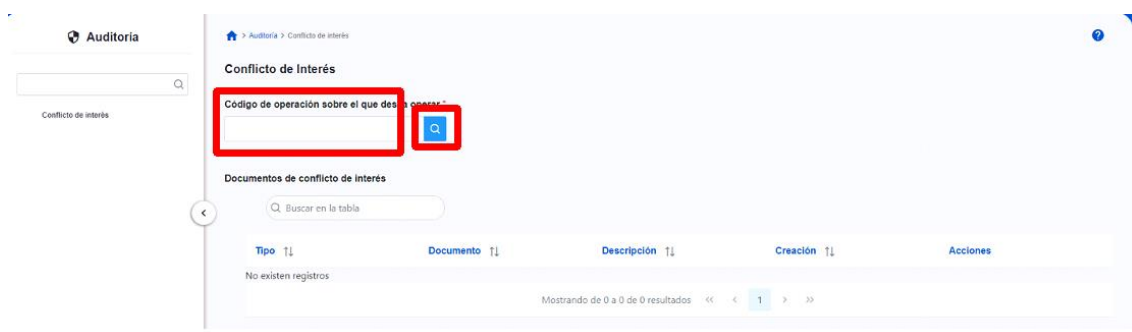 Auditoría
> Auditoría > Conflicto de interés
Conflicto de Interés
Código de operación sobre el que desea operar *
Conflicto de interés
Documentos de conflicto de interés
Buscar en la tabla
Tipo Documento Descripción Creación Acciones
No existen registros
Mostrando de 0 a 0 de 0 resultados << < 1 > >>